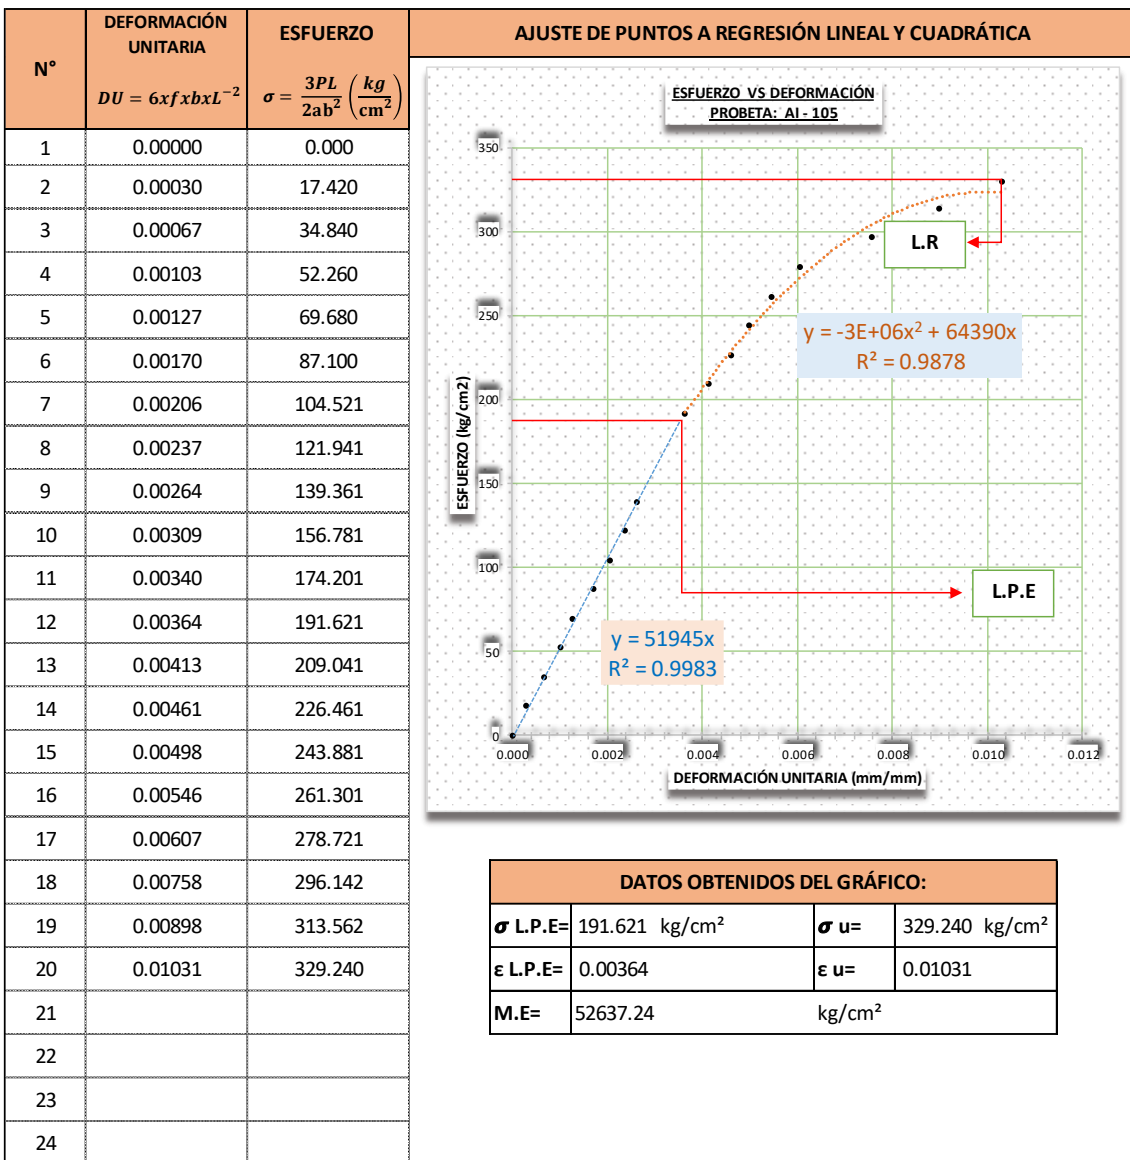 N°
DEFORMACIÓN UNITARIA
DU = 6xfxbxL⁻²
ESFUERZO
σ = 3PL / 2ab² (kg/cm²)
AJUSTE DE PUNTOS A REGRESIÓN LINEAL Y CUADRÁTICA
1 0.00000 0.000
2 0.00030 17.420
3 0.00067 34.840
4 0.00103 52.260
5 0.00127 69.680
6 0.00170 87.100
7 0.00206 104.521
8 0.00237 121.941
9 0.00264 139.361
10 0.00309 156.781
11 0.00340 174.201
12 0.00364 191.621
13 0.00413 209.041
14 0.00461 226.461
15 0.00498 243.881
16 0.00546 261.301
17 0.00607 278.721
18 0.00758 296.142
19 0.00898 313.562
20 0.01031 329.240
21
22
23
24
ESFUERZO VS DEFORMACIÓN
PROBETA: AI - 105
350
300
250
200
150
100
50
0
ESFUERZO (kg/cm2)
L.R
y = -3E+06x² + 64390x
R² = 0.9878
L.P.E
y = 51945x
R² = 0.9983
0.000 0.002 0.004 0.006 0.008 0.010 0.012
DEFORMACIÓN UNITARIA (mm/mm)
DATOS OBTENIDOS DEL GRÁFICO:
σ L.P.E= 191.621 kg/cm² σ u= 329.240 kg/cm²
ε L.P.E= 0.00364 ε u= 0.01031
M.E= 52637.24 kg/cm²